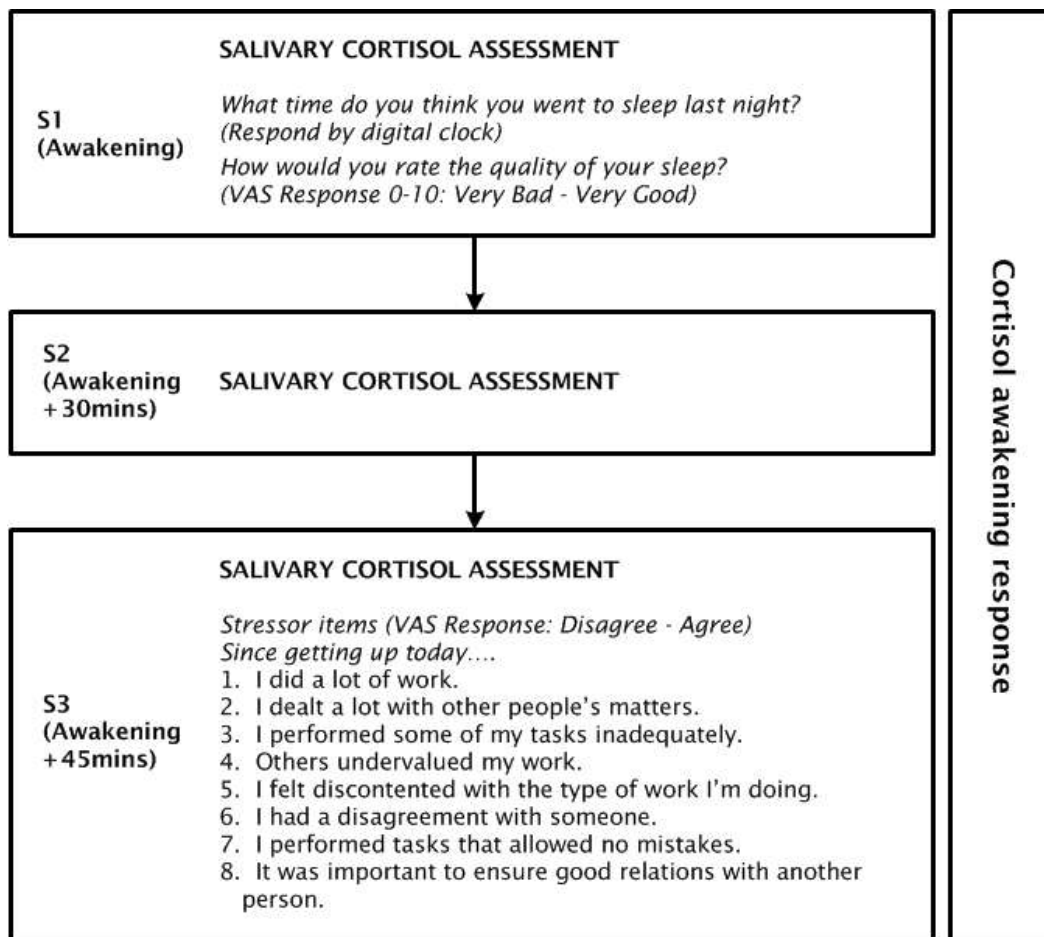 SALIVARY CORTISOL ASSESSMENT
S1
(Awakening)
What time do you think you went to sleep last night?
(Respond by digital clock)
How would you rate the quality of your sleep?
(VAS Response 0-10: Very Bad - Very Good)
S2
(Awakening
+30mins)
SALIVARY CORTISOL ASSESSMENT
S3
(Awakening
+45mins)
SALIVARY CORTISOL ASSESSMENT
Stressor items (VAS Response: Disagree - Agree)
Since getting up today....
1. I did a lot of work.
2. I dealt a lot with other people's matters.
3. I performed some of my tasks inadequately.
4. Others undervalued my work.
5. I felt discontented with the type of work I'm doing.
6. I had a disagreement with someone.
7. I performed tasks that allowed no mistakes.
8. It was important to ensure good relations with another
person.
Cortisol awakening response